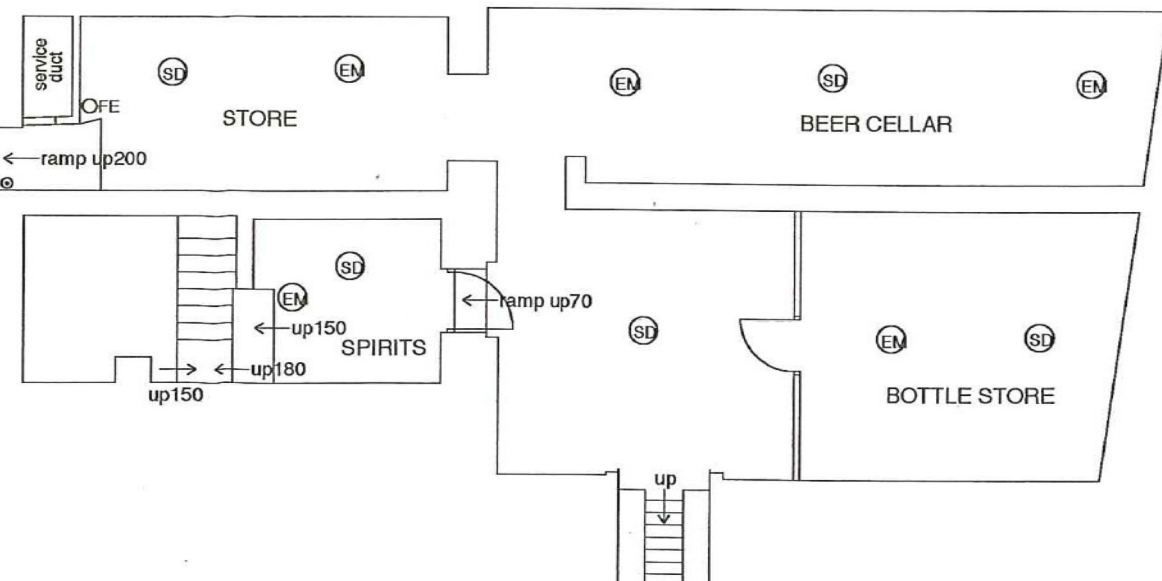 service
duct
SD
EM
EM
SD
EM
FE
STORE
BEER CELLAR
ramp up200
SD
EM
ramp up70
up150
SPIRITS
SD
EM
SD
up180
up150
BOTTLE STORE
up